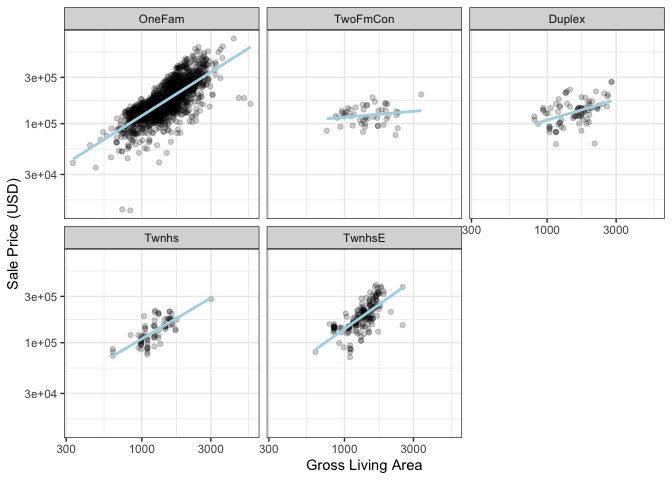 OneFam TwoFmCon Duplex
3e+05
1e+05
3e+04
300 1000 3000
Twnhs TwnhsE
3e+05
1e+05
3e+04
300 1000 3000 300 1000 3000
Sale Price (USD)
Gross Living Area